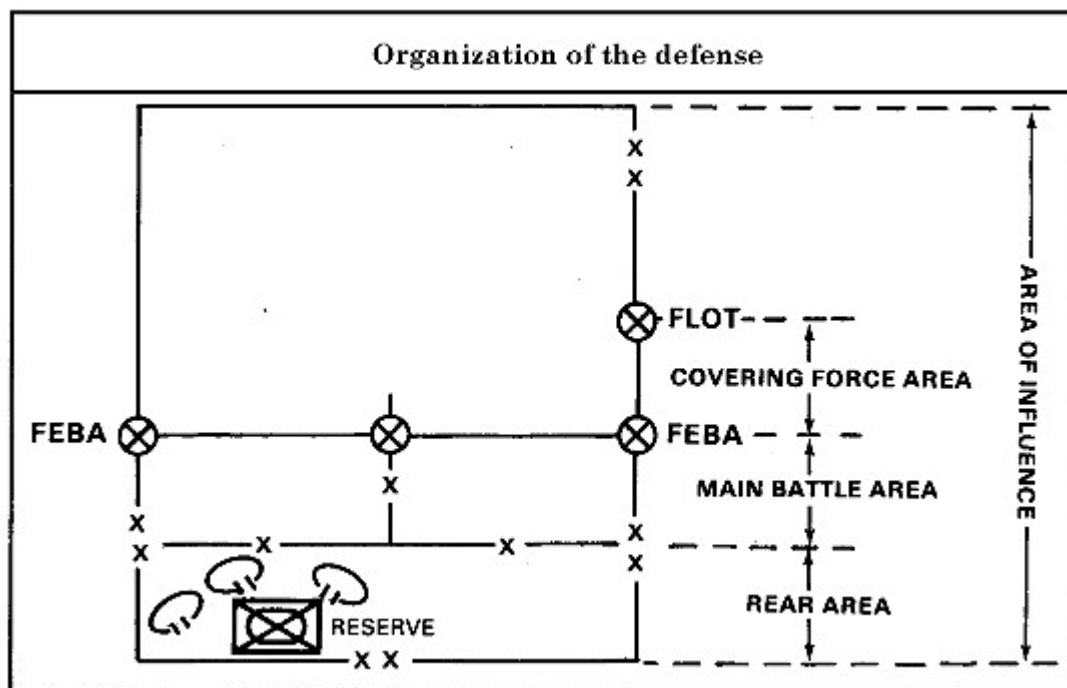 Organization of the defense
X
X
FLOT
COVERING FORCE AREA
AREA OF INFLUENCE
FEBA
FEBA
X
MAIN BATTLE AREA
X
X
X
X
X
X
REAR AREA
RESERVE
XX